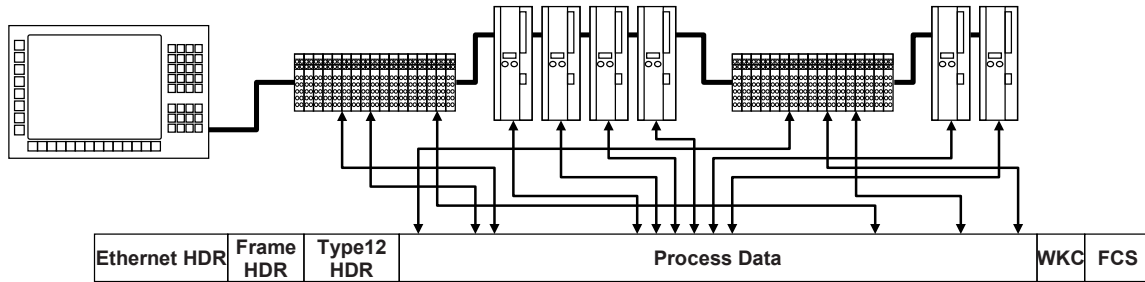 Ethernet HDR
Frame
HDR
Type12
HDR
Process Data
WKC
FCS